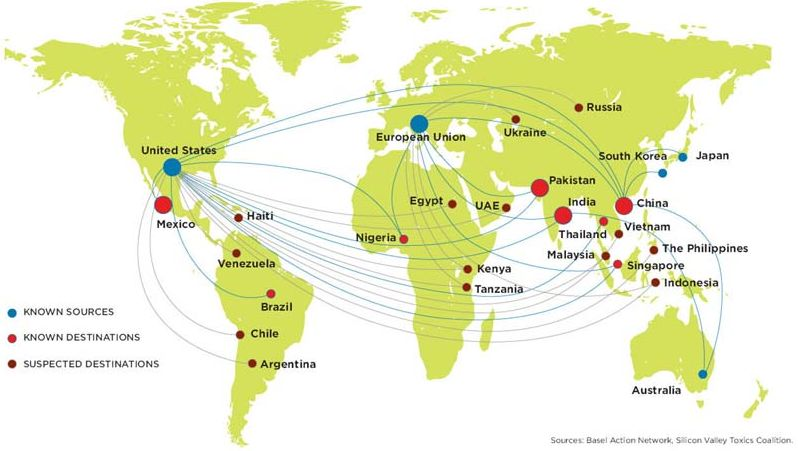 Russia
Ukraine
European Union
United States
South Korea
Japan
Pakistan
India
China
Egypt
UAE
Mexico
Haiti
Nigeria
Thailand
Vietnam
Malaysia
The Philippines
Singapore
Venezuela
Kenya
Tanzania
Indonesia
Brazil
KNOWN SOURCES
KNOWN DESTINATIONS
SUSPECTED DESTINATIONS
Chile
Argentina
Australia
Sources: Basel Action Network, Silicon Valley Toxics Coalition.